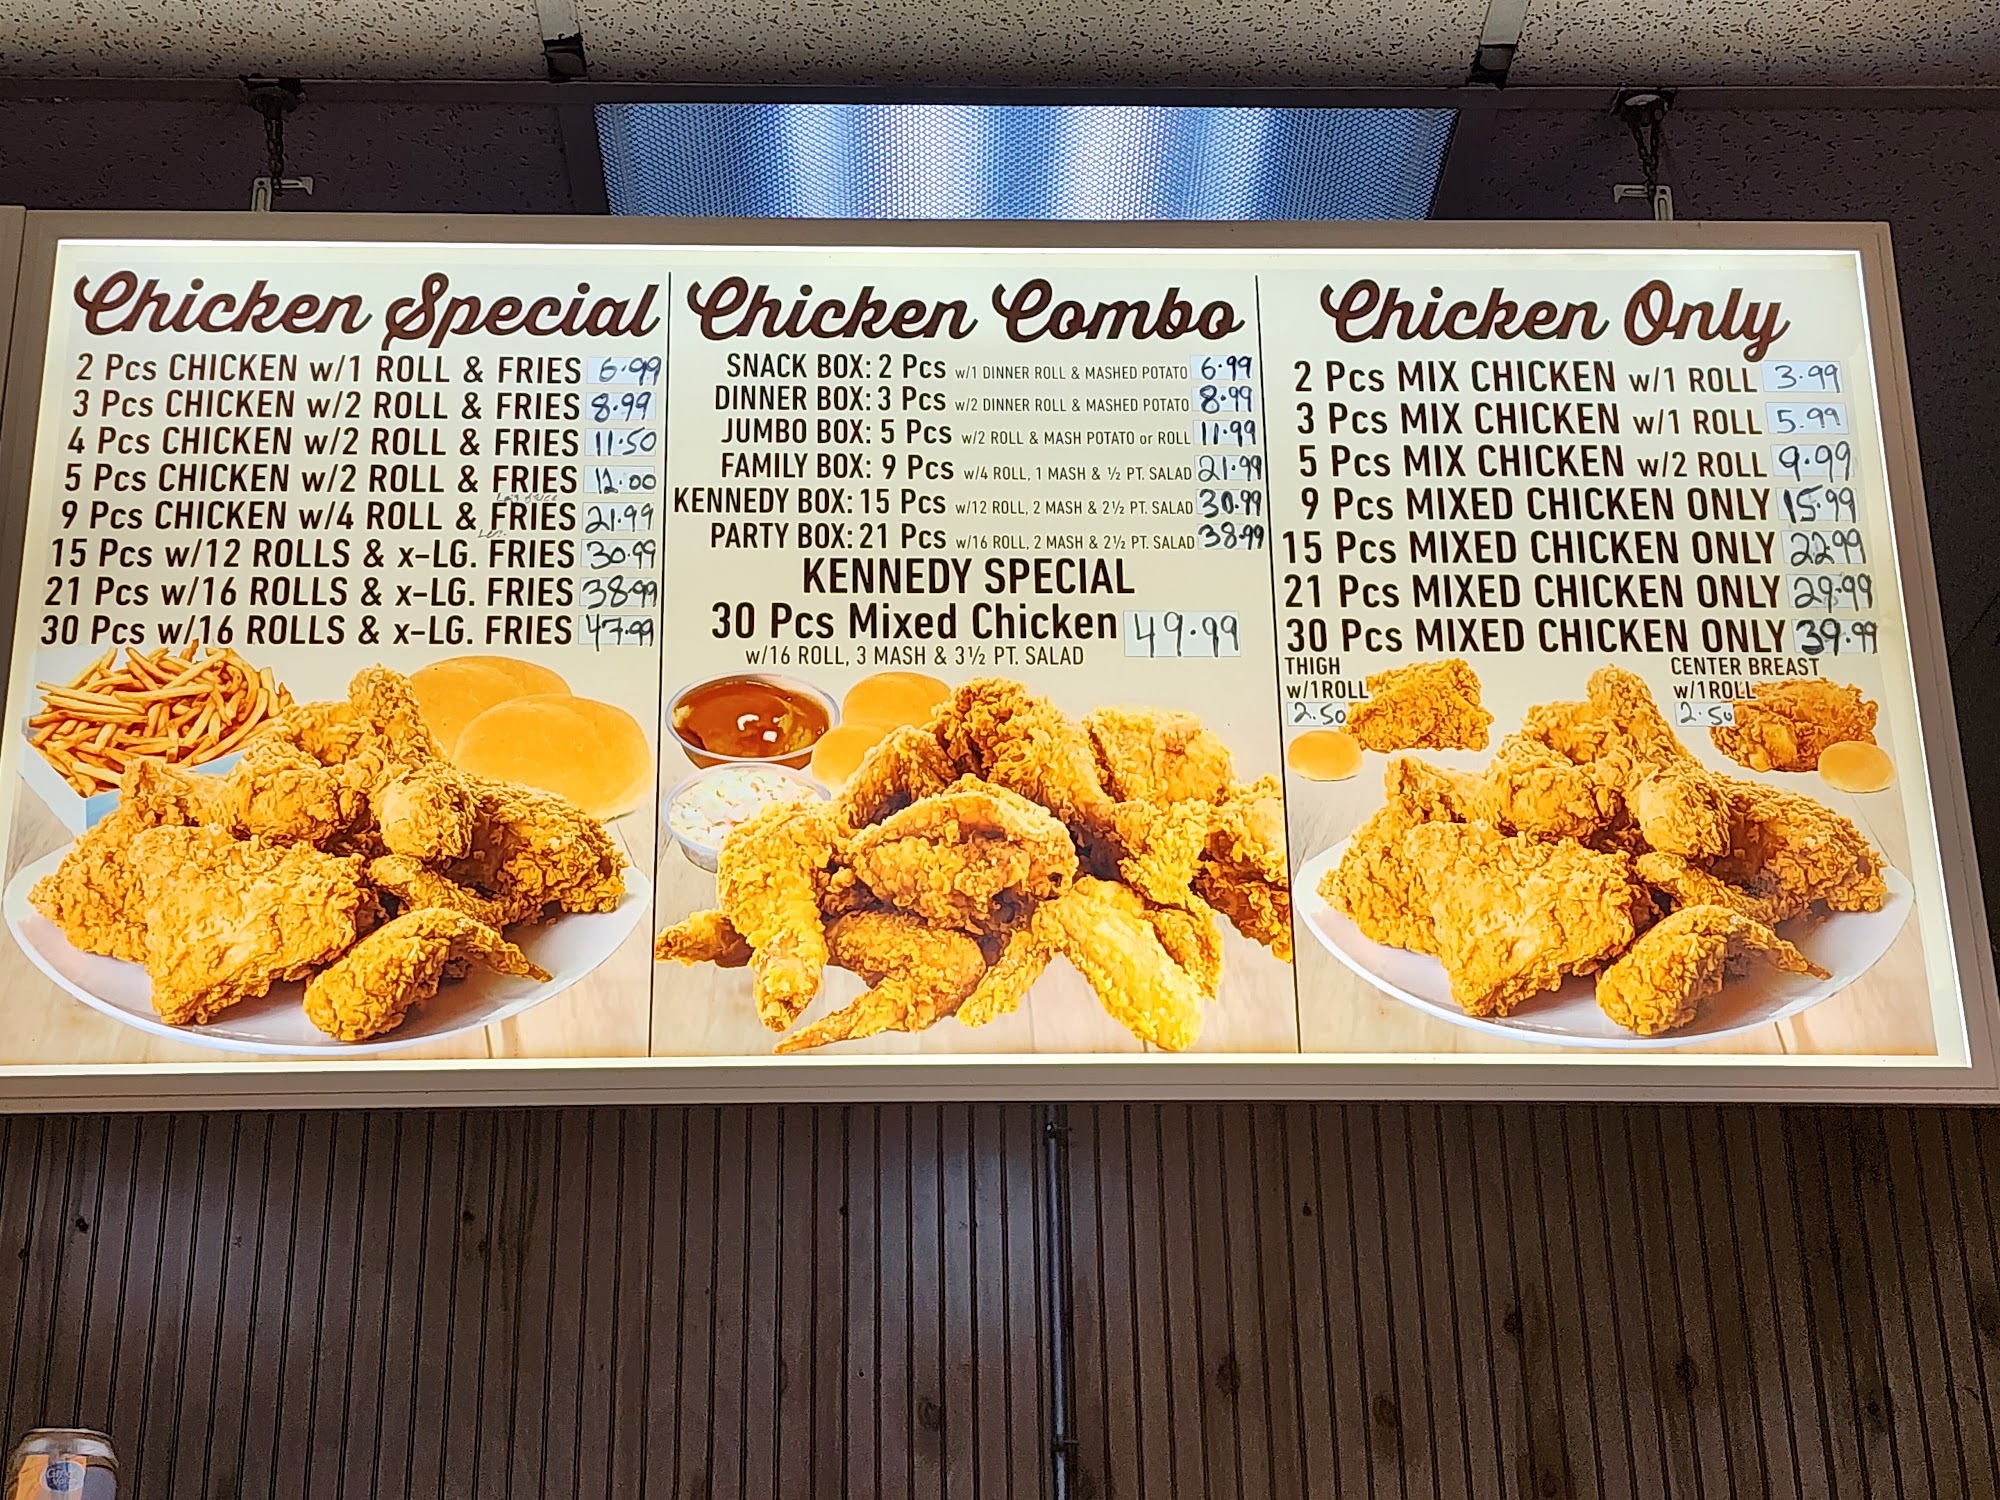 Chicken Special
2 Pcs CHICKEN w/1 ROLL & FRIES 6.99
3 Pcs CHICKEN w/2 ROLL & FRIES 8.99
4 Pcs CHICKEN w/2 ROLL & FRIES 11.50
5 Pcs CHICKEN w/2 ROLL & FRIES 12.00
9 Pcs CHICKEN w/4 ROLL & FRIES 21.99
15 Pcs w/12 ROLLS & x-LG. FRIES 30.99
21 Pcs w/16 ROLLS & x-LG. FRIES 38.99
30 Pcs w/16 ROLLS & x-LG. FRIES 47.99
Chicken Combo
SNACK BOX: 2 Pcs w/1 DINNER ROLL & MASHED POTATO 6.99
DINNER BOX: 3 Pcs w/2 DINNER ROLL & MASHED POTATO 8.99
JUMBO BOX: 5 Pcs w/2 ROLL & MASH POTATO or ROLL 11.99
FAMILY BOX: 9 Pcs w/4 ROLL, 1 MASH & ½ PT. SALAD 21.99
KENNEDY BOX: 15 Pcs w/12 ROLL, 2 MASH & 2½ PT. SALAD 30.99
PARTY BOX: 21 Pcs w/16 ROLL, 2 MASH & 2½ PT. SALAD 38.99
KENNEDY SPECIAL
30 Pcs Mixed Chicken 49.99
w/16 ROLL, 3 MASH & 3½ PT. SALAD
Chicken Only
2 Pcs MIX CHICKEN w/1 ROLL 3.99
3 Pcs MIX CHICKEN w/1 ROLL 5.99
5 Pcs MIX CHICKEN w/2 ROLL 9.99
9 Pcs MIXED CHICKEN ONLY 15.99
15 Pcs MIXED CHICKEN ONLY 22.99
21 Pcs MIXED CHICKEN ONLY 29.99
30 Pcs MIXED CHICKEN ONLY 39.99
THIGH
w/1 ROLL
2.50
CENTER BREAST
w/1 ROLL
2.50